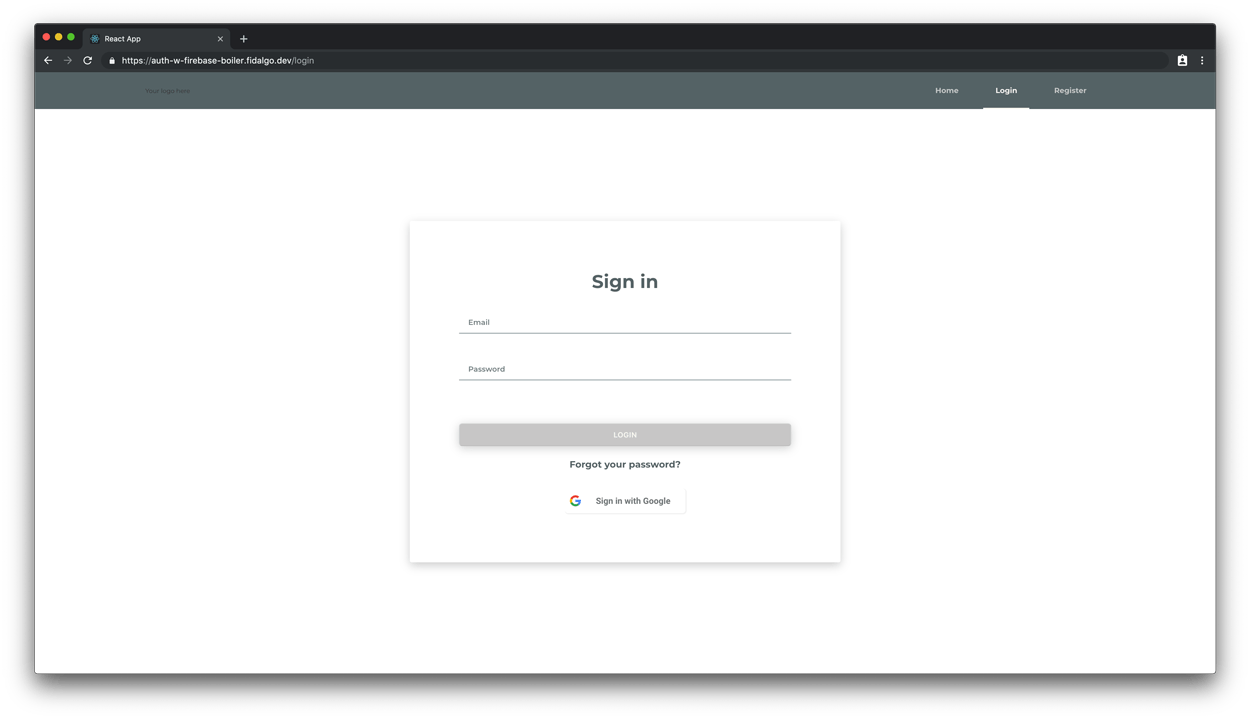 React App
https://auth-w-firebase-boiler.fidalgo.dev/login
Your logo here
Home
Login
Register
Sign in
Email
Password
LOGIN
Forgot your password?
Sign in with Google